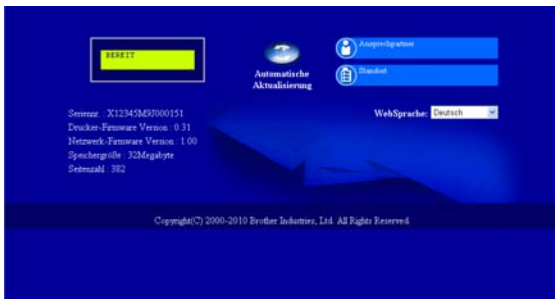 BEREIT
Automatische
Aktualisierung
Ansprechpartner
Standort
WebSprache: Deutsch
Seriennr. : X12345M9J000151
Drucker-Firmware Version : 0.31
Netzwerk-Firmware Version : 1.00
Speichergröße : 32Megabyte
Seitenzahl : 382
Copyright(C) 2000-2010 Brother Industries, Ltd. All Rights Reserved.